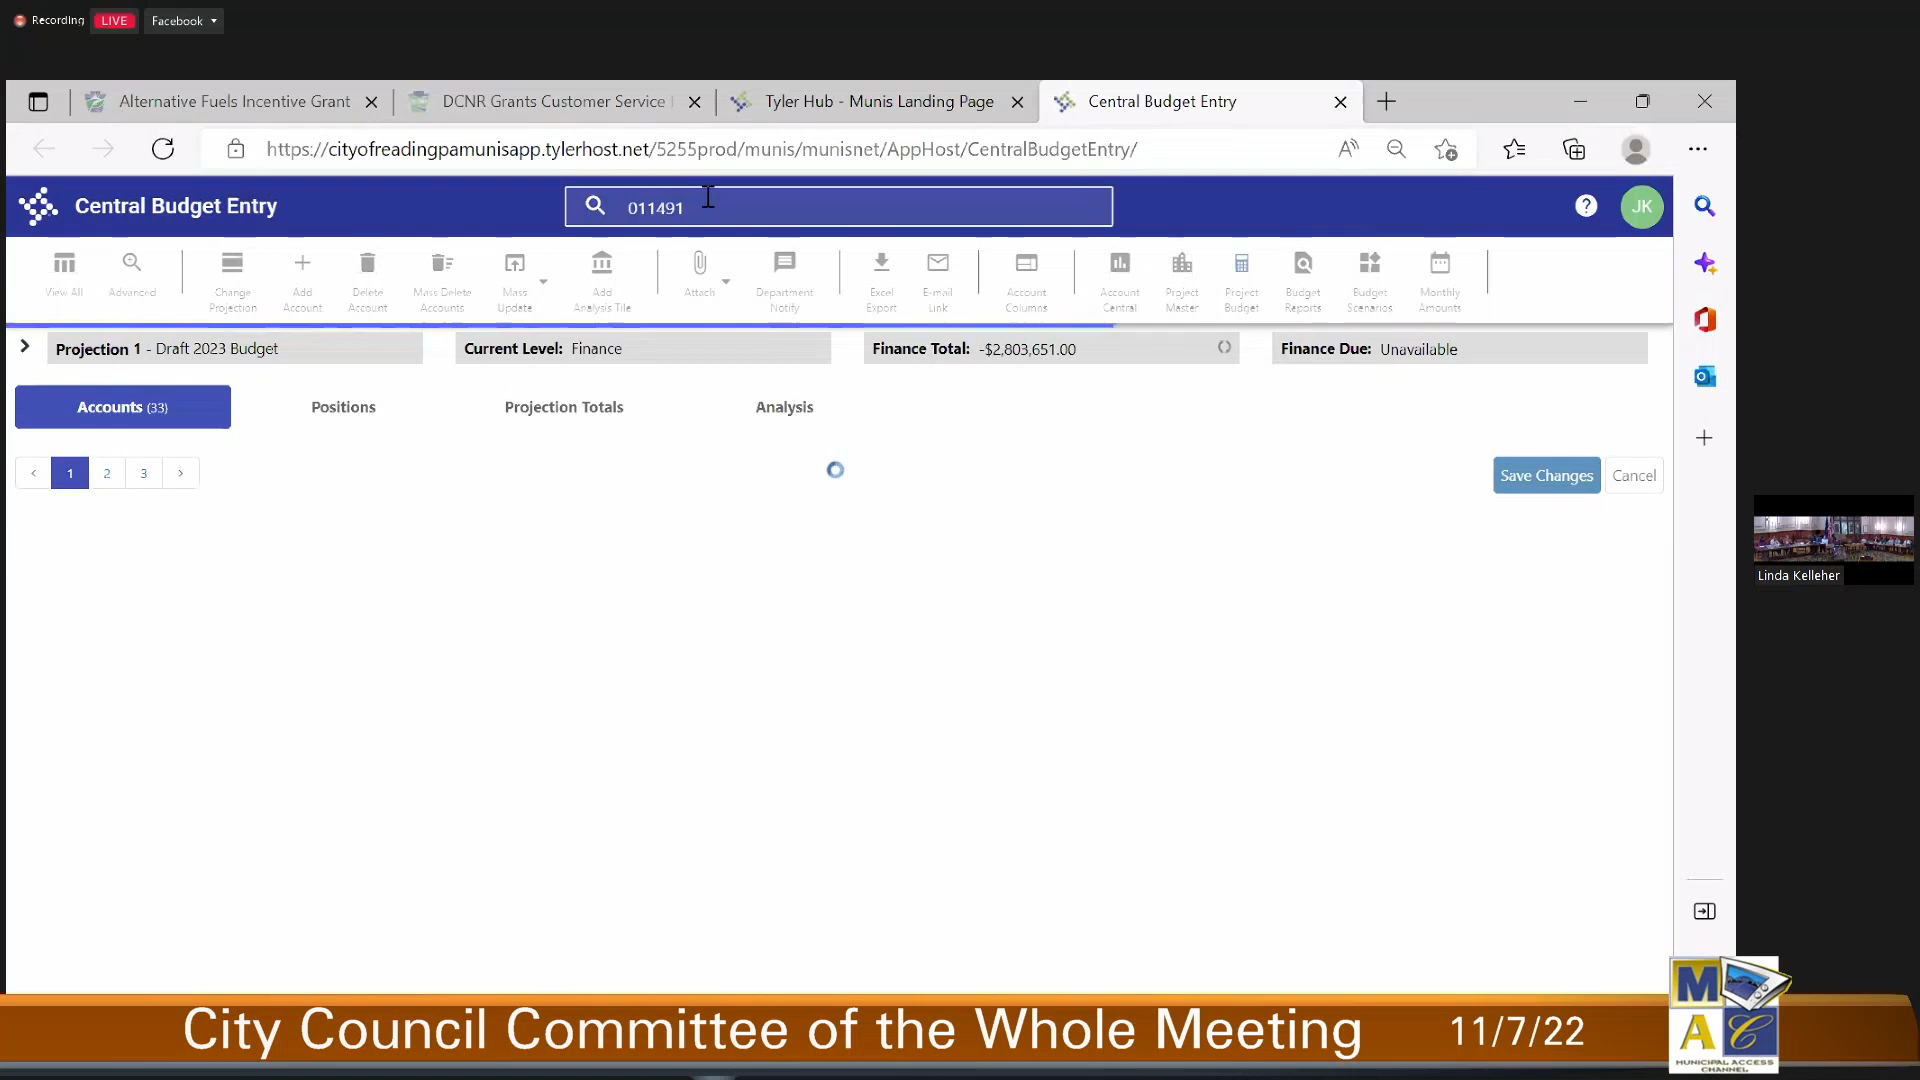 Recording LIVE Facebook
Alternative Fuels Incentive Grant
DCNR Grants Customer Service
Tyler Hub - Munis Landing Page
Central Budget Entry
https://cityofreadingpamunisapp.tylerhost.net/5255prod/munis/munisnet/AppHost/CentralBudgetEntry/
Central Budget Entry
011491
?
JK
View All
Advanced
Change
Projection
Add
Account
Delete
Account
Mass Delete
Accounts
Mass
Update
Add
Analysis Tile
Attach
Department
Notify
Excel
Export
E-mail
Link
Account
Columns
Account
Central
Project
Master
Project
Budget
Budget
Reports
Budget
Scenarios
Monthly
Amounts
Projection 1 - Draft 2023 Budget
Current Level: Finance
Finance Total: -$2,803,651.00
Finance Due: Unavailable
Accounts (33)
Positions
Projection Totals
Analysis
< 1 2 3 >
Save Changes
Cancel
Linda Kelleher
City Council Committee of the Whole Meeting
11/7/22
MAC
MUNICIPAL ACCESS
CHANNEL